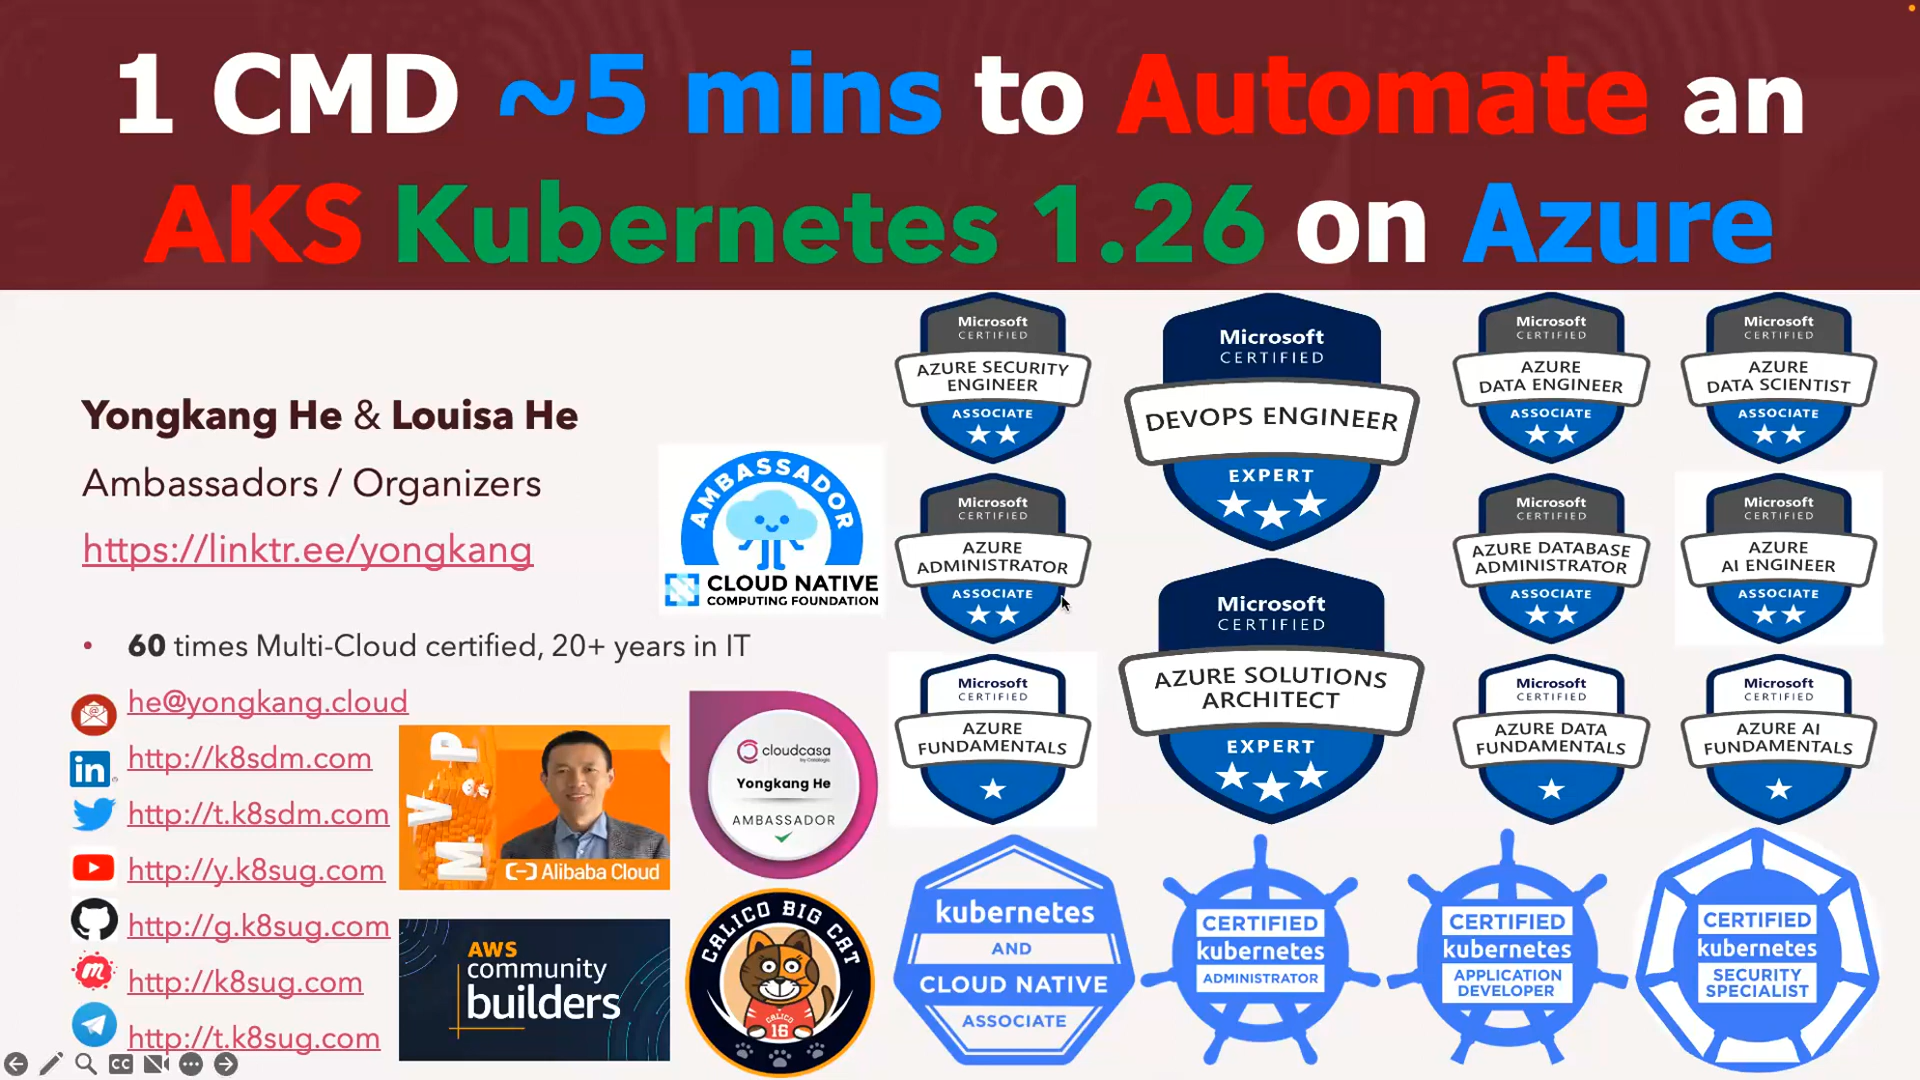 1 CMD ~5 mins to Automate an
AKS Kubernetes 1.26 on Azure
Yongkang He & Louisa He
Ambassadors / Organizers
https://linktr.ee/yongkang
• 60 times Multi-Cloud certified, 20+ years in IT
he@yongkang.cloud
http://k8sdm.com
http://t.k8sdm.com
http://y.k8sug.com
http://g.k8sug.com
http://k8sug.com
http://t.k8sug.com
in
AMBASSADOR
CLOUD NATIVE
COMPUTING FOUNDATION
M.V.P
Alibaba Cloud
AWS
community
builders
cloudcasa
by Catalogic
Yongkang He
AMBASSADOR
CALICO BIG CAT
CALICO
16
Microsoft
CERTIFIED
AZURE SECURITY
ENGINEER
ASSOCIATE
Microsoft
CERTIFIED
DEVOPS ENGINEER
EXPERT
Microsoft
CERTIFIED
AZURE
DATA ENGINEER
ASSOCIATE
Microsoft
CERTIFIED
AZURE
DATA SCIENTIST
ASSOCIATE
Microsoft
CERTIFIED
AZURE
ADMINISTRATOR
ASSOCIATE
Microsoft
CERTIFIED
AZURE SOLUTIONS
ARCHITECT
EXPERT
Microsoft
CERTIFIED
AZURE DATABASE
ADMINISTRATOR
ASSOCIATE
Microsoft
CERTIFIED
AZURE
AI ENGINEER
ASSOCIATE
Microsoft
CERTIFIED
AZURE
FUNDAMENTALS
Microsoft
CERTIFIED
AZURE DATA
FUNDAMENTALS
Microsoft
CERTIFIED
AZURE AI
FUNDAMENTALS
kubernetes
AND
CLOUD NATIVE
ASSOCIATE
CERTIFIED
kubernetes
ADMINISTRATOR
CERTIFIED
kubernetes
APPLICATION
DEVELOPER
CERTIFIED
kubernetes
SECURITY
SPECIALIST
CC